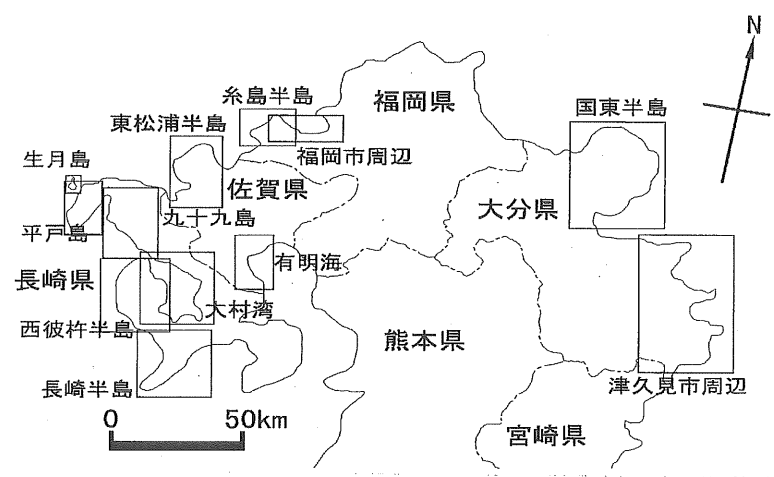 N
糸島半島
福岡県
国東半島
東松浦半島
福岡市周辺
生月島
佐賀県
大分県
九十九島
平戸島
有明海
長崎県
大村湾
西彼杵半島
熊本県
長崎半島
津久見市周辺
0 50km
宮崎県